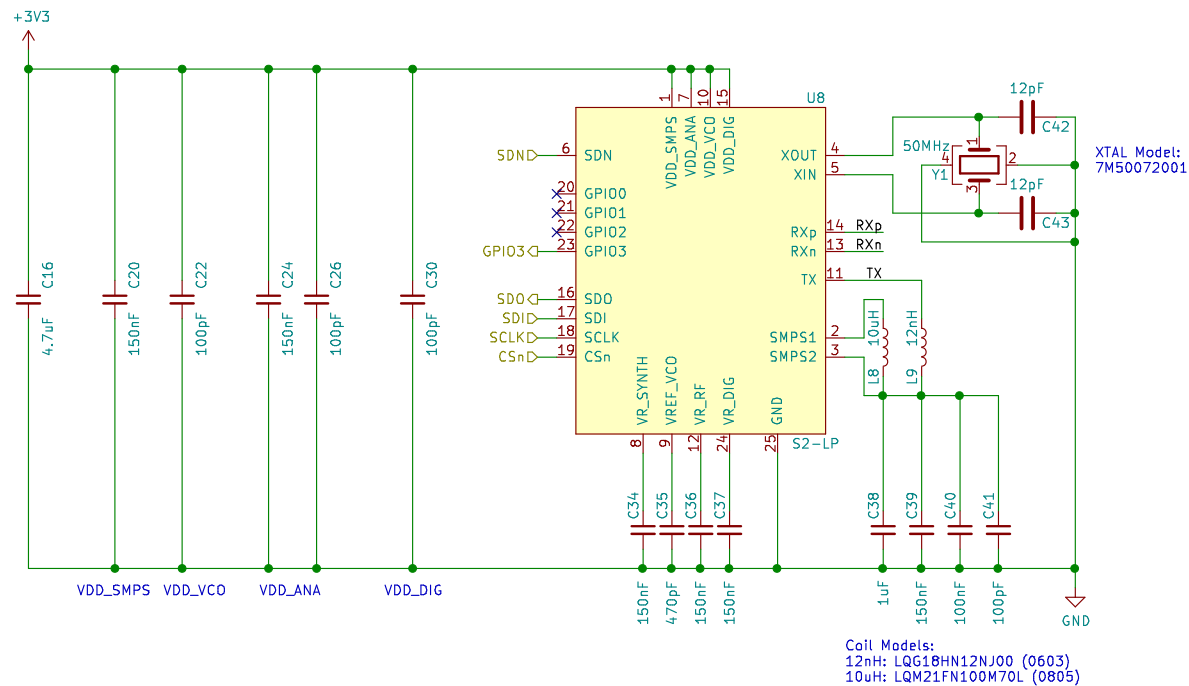 +3V3
U8
1
7
10
15
VDD_SMPS
VDD_ANA
VDD_VCO
VDD_DIG
SDN
6
SDN
20
GPIO0
21
GPIO1
22
GPIO2
GPIO3
23
GPIO3
SDO
16
SDO
SDI
17
SDI
SCLK
18
SCLK
CSn
19
CSn
XOUT
4
XIN
5
RXp
14
RXp
RXn
13
RXn
TX
11
TX
SMPS1
2
SMPS2
3
VR_SYNTH
VREF_VCO
VR_RF
VR_DIG
GND
8
9
12
24
25
S2-LP
12pF
C42
50MHz
Y1
1
2
3
4
12pF
C43
XTAL Model:
7M50072001
10uH
L8
12nH
L9
C16
4.7uF
C20
150nF
C22
100pF
C24
150nF
C26
100pF
C30
100pF
C34
C35
C36
C37
C38
C39
C40
C41
150nF
470pF
150nF
150nF
1uF
150nF
100nF
100pF
VDD_SMPS
VDD_VCO
VDD_ANA
VDD_DIG
GND
Coil Models:
12nH: LQG18HN12NJ00 (0603)
10uH: LQM21FN100M70L (0805)